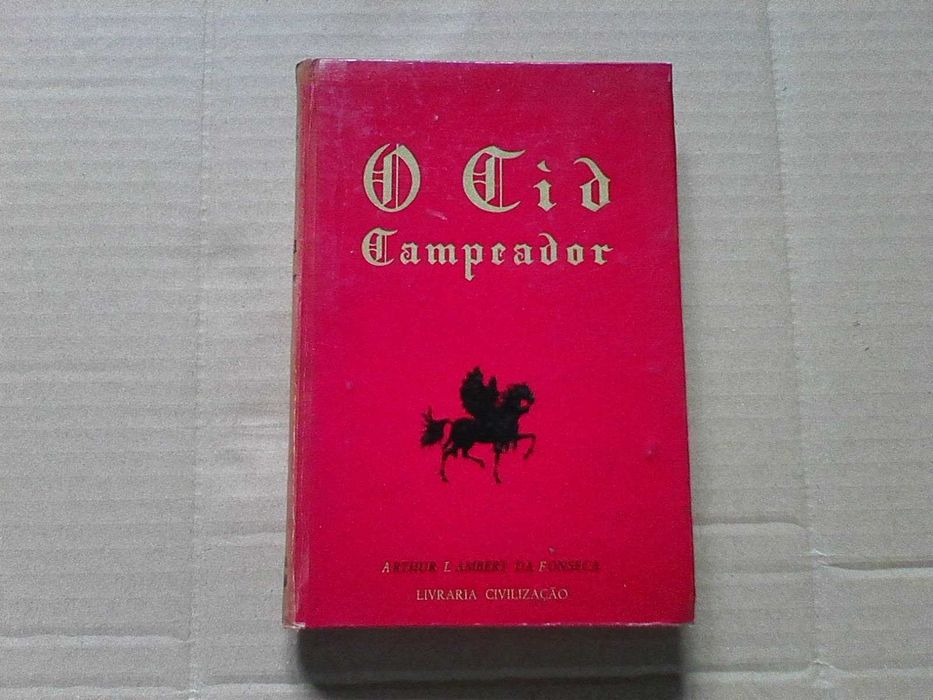 O Cid
Campeador
ARTHUR LAMBERT DA FONSECA
LIVRARIA CIVILIZAÇÃO